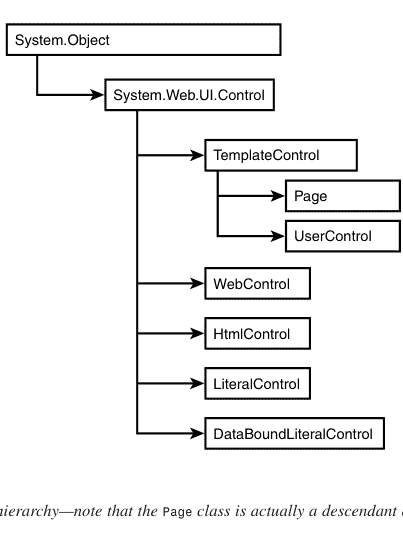 System.Object
System.Web.UI.Control
TemplateControl
Page
UserControl
WebControl
HtmlControl
LiteralControl
DataBoundLiteralControl
hierarchy—note that the Page class is actually a descendant